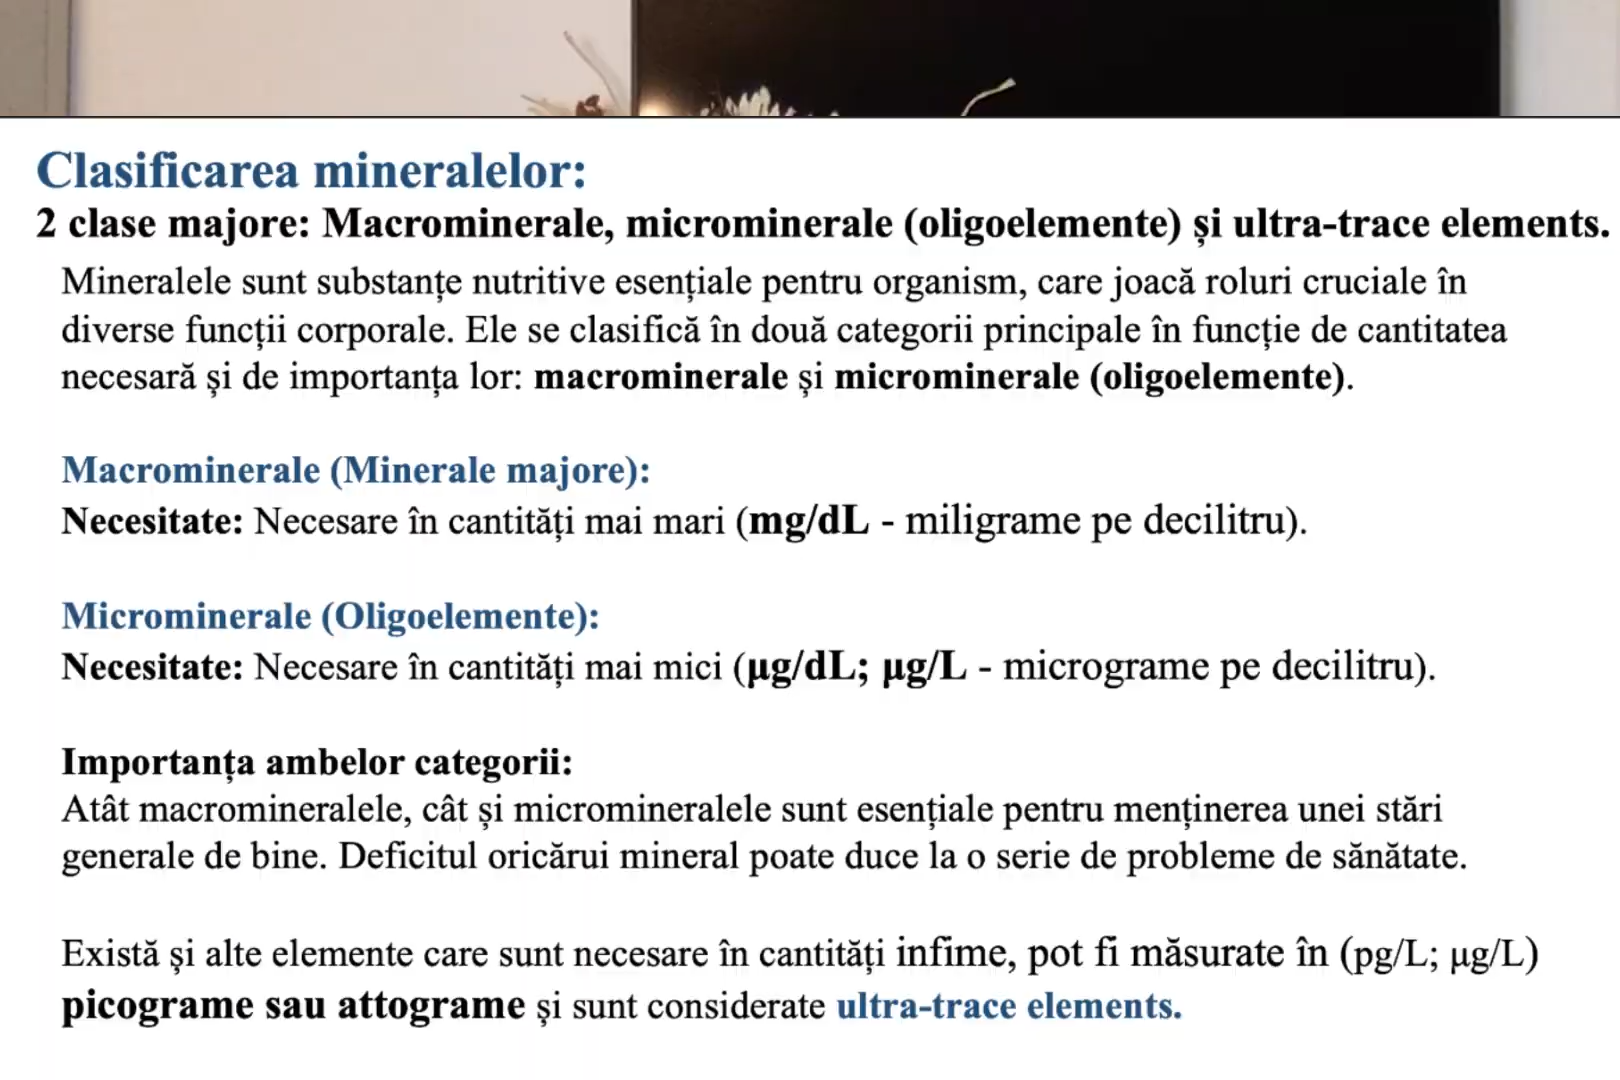 Clasificarea mineralelor:
2 clase majore: Macrominerale, microminerale (oligoelemente) și ultra-trace elements.
Mineralele sunt substanțe nutritive esențiale pentru organism, care joacă roluri cruciale în
diverse funcții corporale. Ele se clasifică în două categorii principale în funcție de cantitatea
necesară și de importanța lor: macrominerale și microminerale (oligoelemente).
Macrominerale (Minerale majore):
Necesitate: Necesare în cantități mai mari (mg/dL - miligrame pe decilitru).
Microminerale (Oligoelemente):
Necesitate: Necesare în cantități mai mici (µg/dL; µg/L - micrograme pe decilitru).
Importanța ambelor categorii:
Atât macromineralele, cât și micromineralele sunt esențiale pentru menținerea unei stări
generale de bine. Deficitul oricărui mineral poate duce la o serie de probleme de sănătate.
Există și alte elemente care sunt necesare în cantități infime, pot fi măsurate în (pg/L; µg/L)
picograme sau attograme și sunt considerate ultra-trace elements.